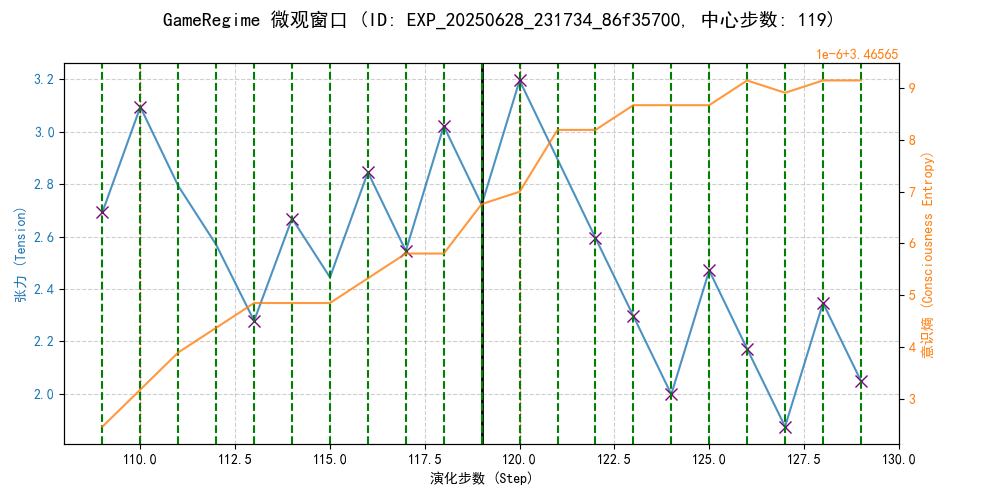 GameRegime 微观窗口 (ID: EXP_20250628_231734_86f35700, 中心步数: 119)
1e-6+3.46565
3.2
3.0
2.8
2.6
2.4
2.2
2.0
张力 (Tension)
9
8
7
6
5
4
3
意识熵 (Consciousness Entropy)
110.0 112.5 115.0 117.5 120.0 122.5 125.0 127.5 130.0
演化步数 (Step)